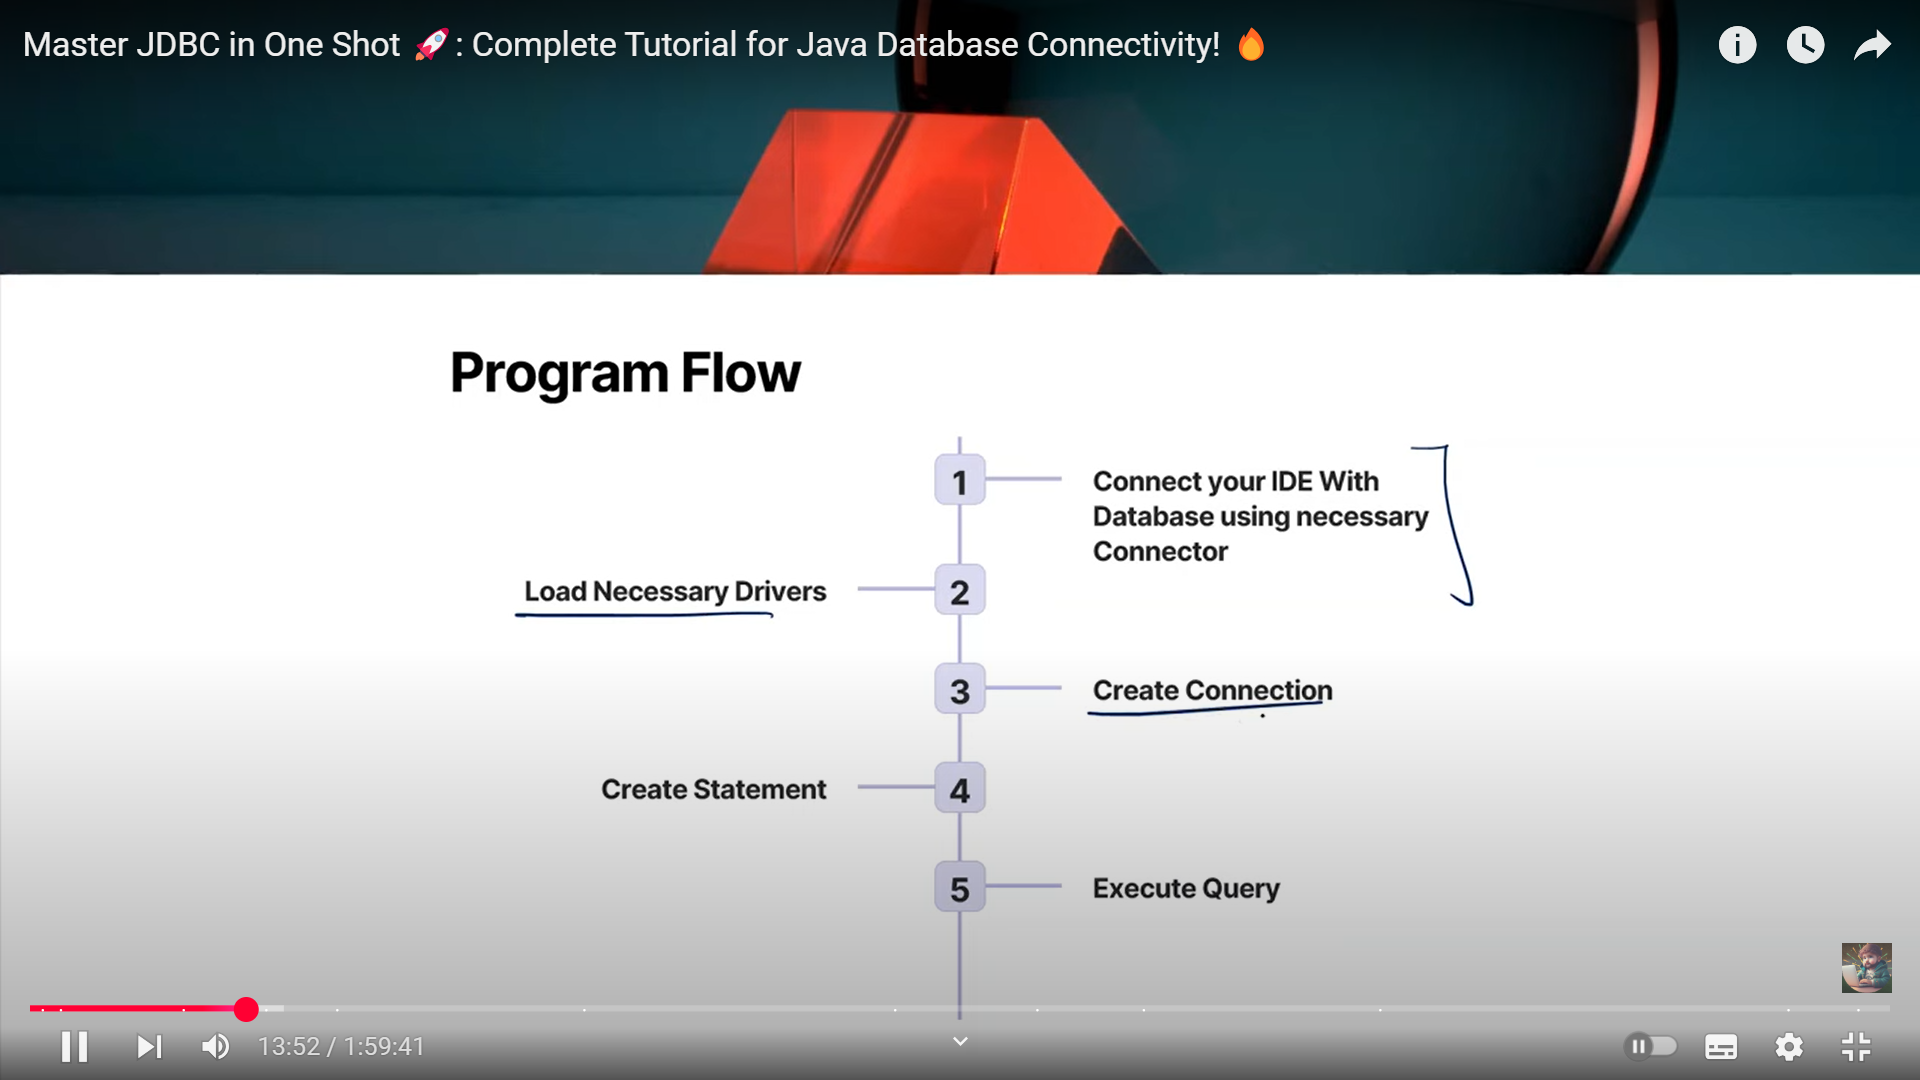 Master JDBC in One Shot 🚀 : Complete Tutorial for Java Database Connectivity! 🔥
Program Flow
1
Connect your IDE With
Database using necessary
Connector
Load Necessary Drivers
2
3
Create Connection
Create Statement
4
5
Execute Query
13:52 / 1:59:41